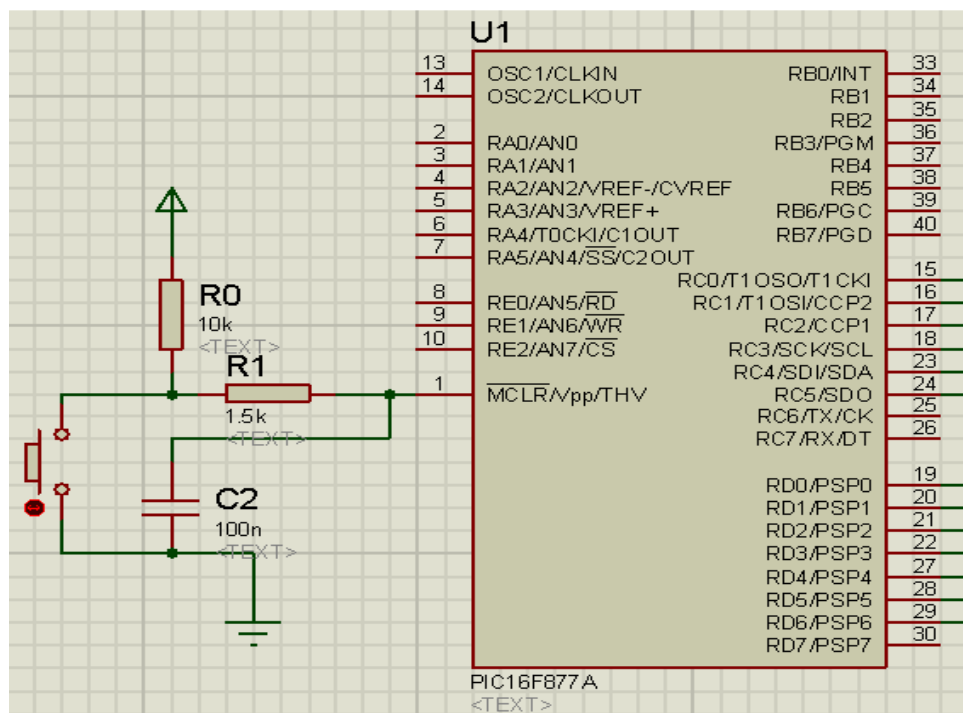 U1
13 OSC1/CLKIN RB0/INT 33
14 OSC2/CLKOUT RB1 34
RB2 35
2 RA0/AN0 RB3/PGM 36
3 RA1/AN1 RB4 37
4 RA2/AN2/VREF-/CVREF RB5 38
5 RA3/AN3/VREF+ RB6/PGC 39
6 RA4/T0CKI/C1OUT RB7/PGD 40
7 RA5/AN4/SS/C2OUT
RC0/T1OSO/T1CKI 15
8 RE0/AN5/RD RC1/T1OSI/CCP2 16
9 RE1/AN6/WR RC2/CCP1 17
10 RE2/AN7/CS RC3/SCK/SCL 18
RC4/SDI/SDA 23
1 MCLR/Vpp/THV RC5/SDO 24
RC6/TX/CK 25
RC7/RX/DT 26
RD0/PSP0 19
RD1/PSP1 20
RD2/PSP2 21
RD3/PSP3 22
RD4/PSP4 27
RD5/PSP5 28
RD6/PSP6 29
RD7/PSP7 30
PIC16F877A
<TEXT>
R0
10k
<TEXT>
R1
1.5k
<TEXT>
C2
100n
<TEXT>